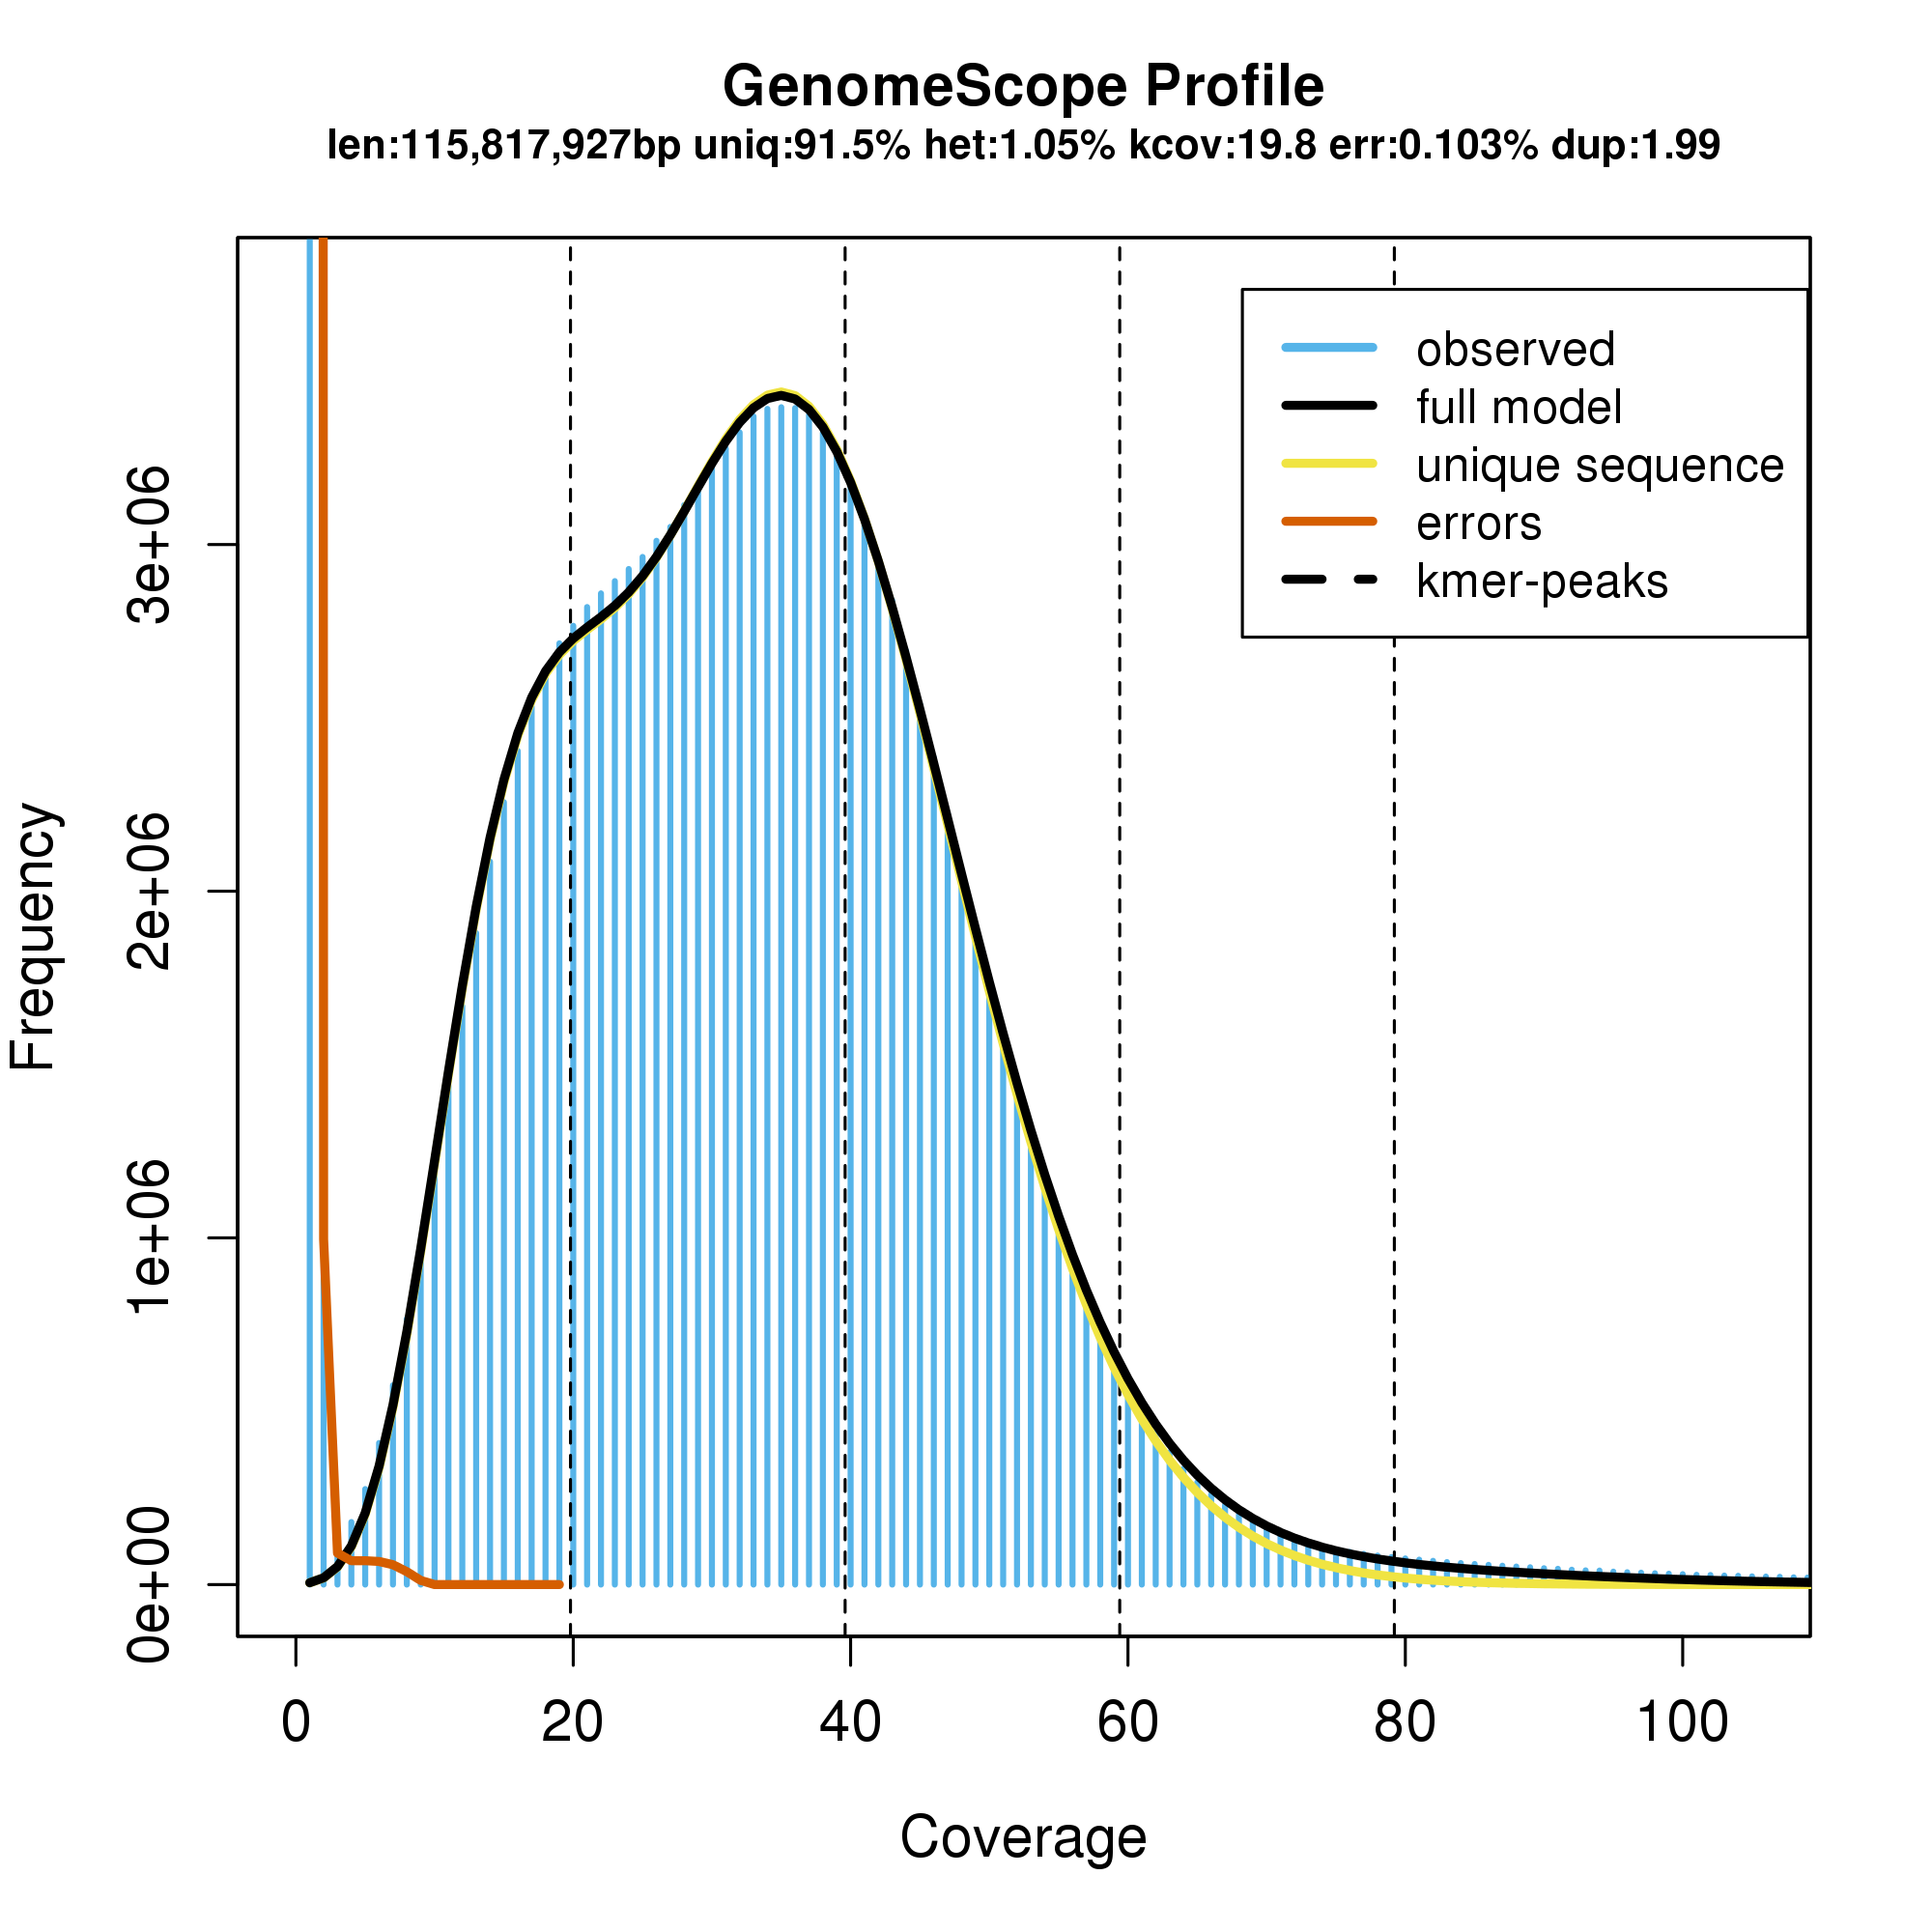 GenomeScope Profile
len:115,817,927bp uniq:91.5% het:1.05% kcov:19.8 err:0.103% dup:1.99
observed
full model
unique sequence
errors
kmer-peaks
Frequency
3e+06
2e+06
1e+06
0e+00
0 20 40 60 80 100
Coverage